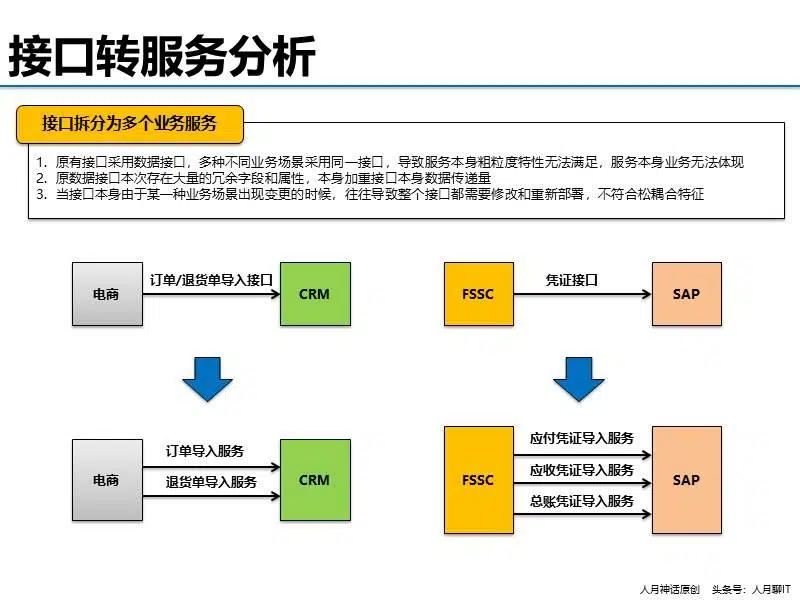 接口转服务分析
接口拆分为多个业务服务
1. 原有接口采用数据接口，多种不同业务场景采用同一接口，导致服务本身粗粒度特性无法满足，服务本身业务无法体现
2. 原数据接口本次存在大量的冗余字段和属性，本身加重接口本身数据传递量
3. 当接口本身由于某一种业务场景出现变更的时候，往往导致整个接口都需要修改和重新部署，不符合松耦合特征
电商
订单/退货单导入接口
CRM
FSSC
凭证接口
SAP
电商
订单导入服务
退货单导入服务
CRM
FSSC
应付凭证导入服务
应收凭证导入服务
总账凭证导入服务
SAP
人月神话原创 头条号：人月聊IT